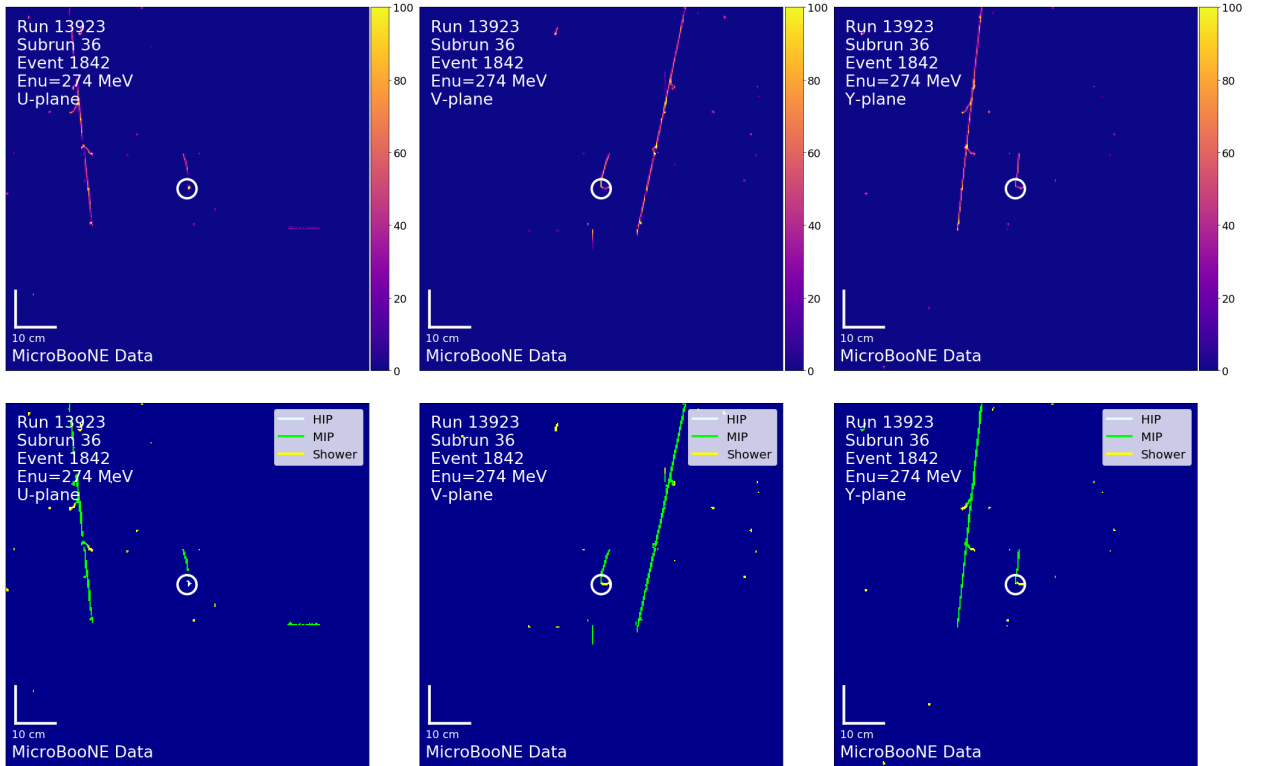 Run 13923
Subrun 36
Event 1842
Enu=274 MeV
U-plane
10 cm
MicroBooNE Data
100
80
60
40
20
0
Run 13923
Subrun 36
Event 1842
Enu=274 MeV
V-plane
10 cm
MicroBooNE Data
100
80
60
40
20
0
Run 13923
Subrun 36
Event 1842
Enu=274 MeV
Y-plane
10 cm
MicroBooNE Data
100
80
60
40
20
0
Run 13923
Subrun 36
Event 1842
Enu=274 MeV
U-plane
HIP
MIP
Shower
10 cm
MicroBooNE Data
Run 13923
Subrun 36
Event 1842
Enu=274 MeV
V-plane
HIP
MIP
Shower
10 cm
MicroBooNE Data
Run 13923
Subrun 36
Event 1842
Enu=274 MeV
Y-plane
HIP
MIP
Shower
10 cm
MicroBooNE Data